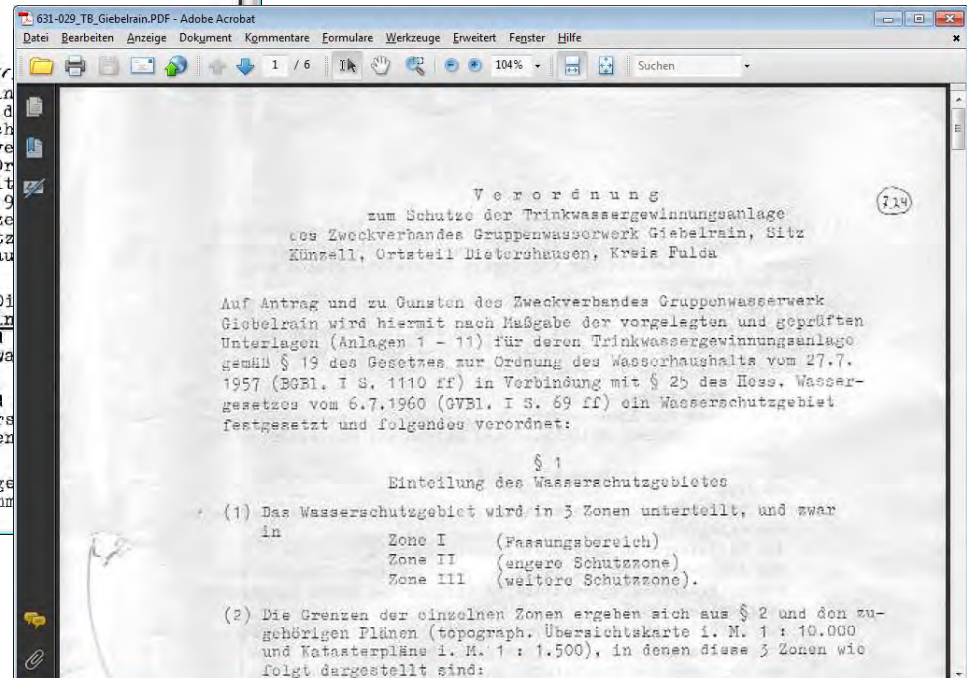 631-029_TB_Giebelrain.PDF - Adobe Acrobat
Datei Bearbeiten Anzeige Dokument Kommentare Formulare Werkzeuge Erweitert Fenster Hilfe
1 / 6 104% Suchen
V e r o r d n u n g
7.24
zum Schutze der Trinkwassergewinnungsanlage
des Zweckverbandes Gruppenwasserwerk Giebelrain, Sitz
Künzell, Ortsteil Dietershausen, Kreis Fulda
Auf Antrag und zu Gunsten des Zweckverbandes Gruppenwasserwerk
Giebelrain wird hiermit nach Maßgabe der vorgelegten und geprüften
Unterlagen (Anlagen 1 - 11) für deren Trinkwassergewinnungsanlage
gemäß § 19 des Gesetzes zur Ordnung des Wasserhaushalts vom 27.7.
1957 (BGBl. I S. 1110 ff) in Verbindung mit § 25 des Hess. Wasser-
gesetzes vom 6.7.1960 (GVBl. I S. 69 ff) ein Wasserschutzgebiet
festgesetzt und folgendes verordnet:
§ 1
Einteilung des Wasserschutzgebietes
(1) Das Wasserschutzgebiet wird in 3 Zonen unterteilt, und zwar
in
Zone I (Fassungsbereich)
Zone II (engere Schutzzone)
Zone III (weitere Schutzzone).
(2) Die Grenzen der einzelnen Zonen ergeben sich aus § 2 und den zu-
gehörigen Plänen (topograph. Übersichtskarte i. M. 1 : 10.000
und Katasterpläne i. M. 1 : 1.500), in denen diese 3 Zonen wie
folgt dargestellt sind: